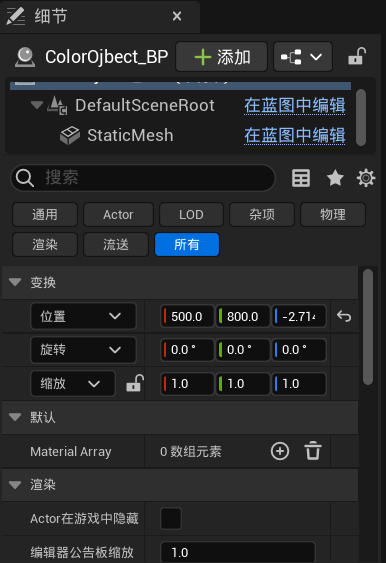 细节
ColorOjbect_BP 添加
DefaultSceneRoot 在蓝图中编辑
StaticMesh 在蓝图中编辑
搜索
通用 Actor LOD 杂项 物理
渲染 流送 所有
变换
位置 500.0 800.0 -2.714
旋转 0.0 ° 0.0 ° 0.0 °
缩放 1.0 1.0 1.0
默认
Material Array 0 数组元素
渲染
Actor在游戏中隐藏
编辑器公告板缩放 1.0